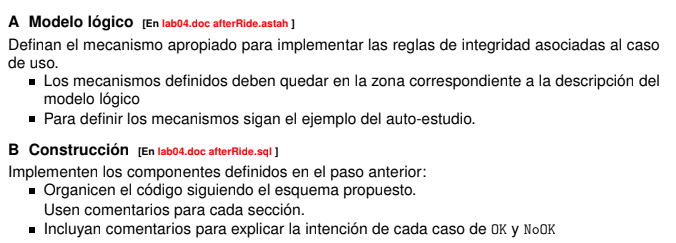 A Modelo lógico [En lab04.doc afterRide.astah ]
Definan el mecanismo apropiado para implementar las reglas de integridad asociadas al caso
de uso.
▪ Los mecanismos definidos deben quedar en la zona correspondiente a la descripción del
modelo lógico
▪ Para definir los mecanismos sigan el ejemplo del auto-estudio.
B Construcción [En lab04.doc afterRide.sql ]
Implementen los componentes definidos en el paso anterior:
▪ Organicen el código siguiendo el esquema propuesto.
Usen comentarios para cada sección.
▪ Incluyan comentarios para explicar la intención de cada caso de OK y NoOK